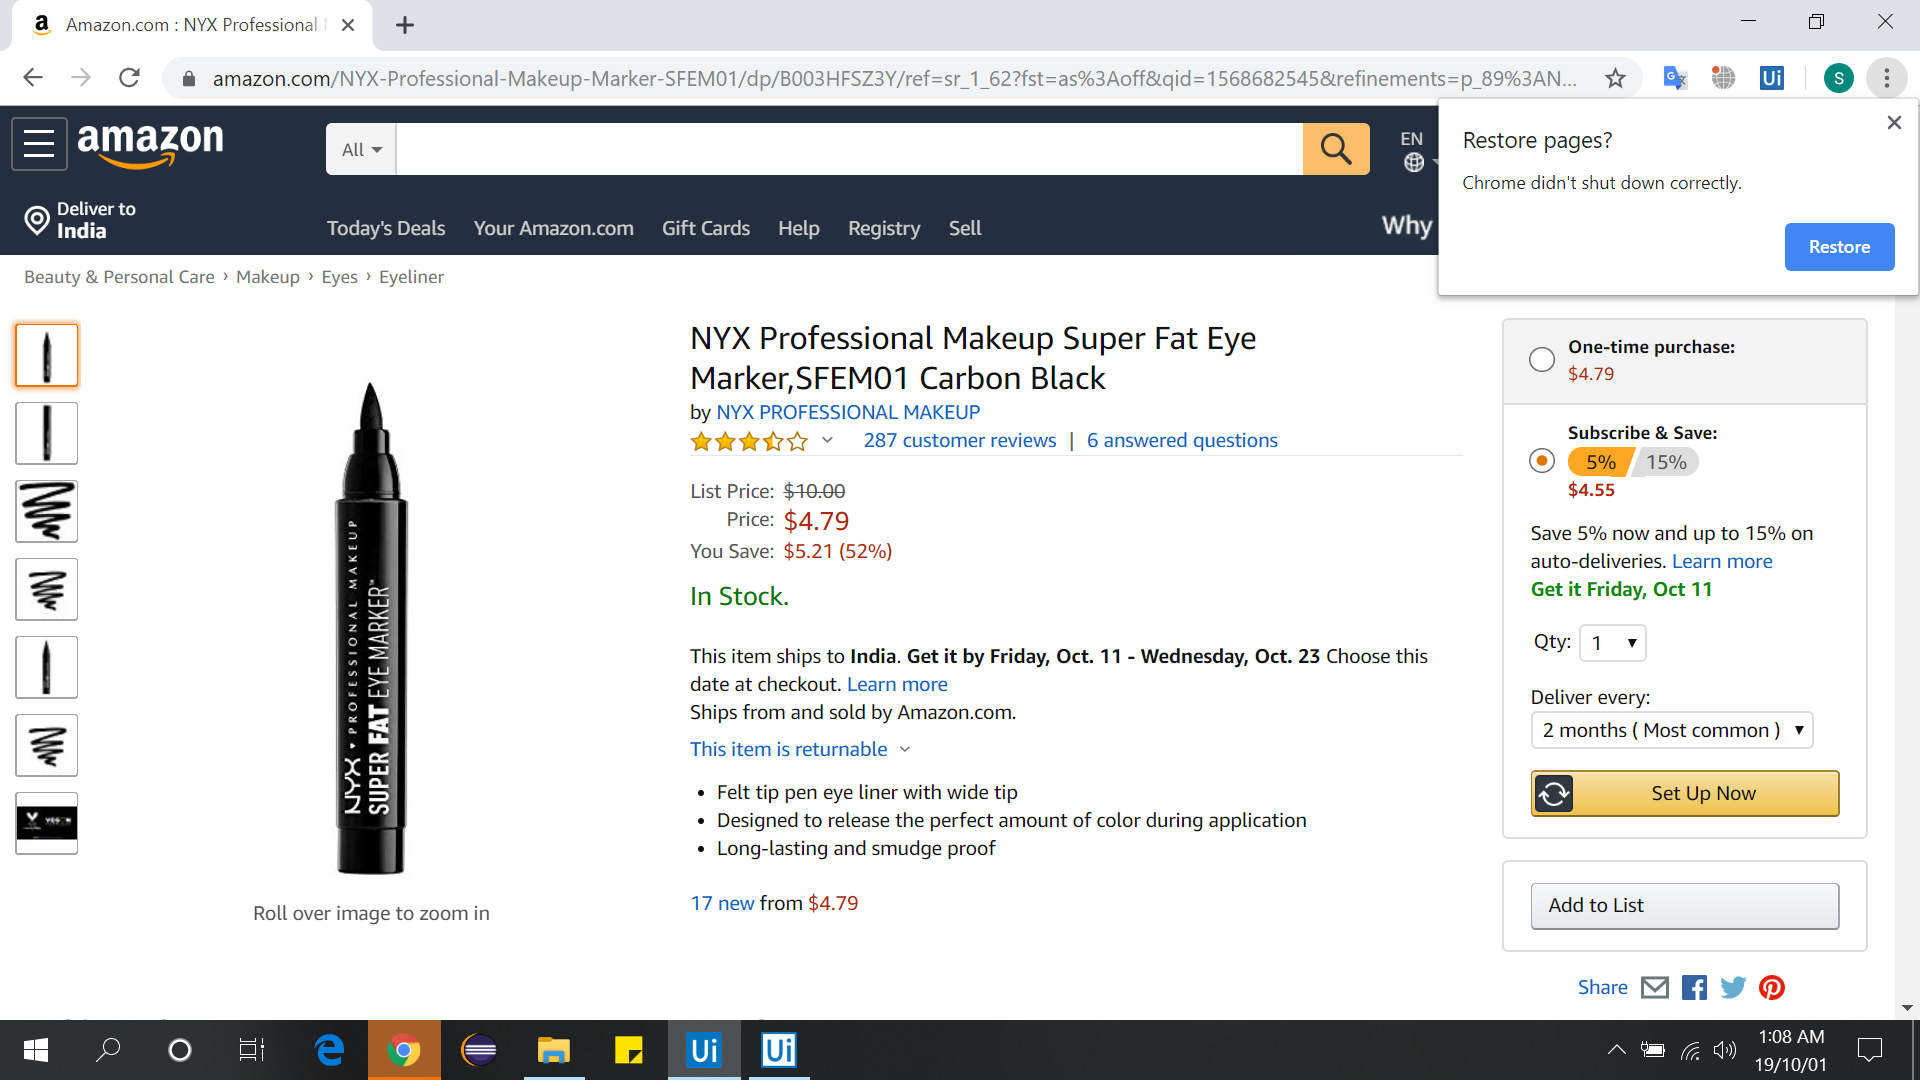 Amazon.com : NYX Professional
amazon.com/NYX-Professional-Makeup-Marker-SFEM01/dp/B003HFSZ3Y/ref=sr_1_62?fst=as%3Aoff&qid=1568682545&refinements=p_89%3AN...
Ui
S
Restore pages?
Chrome didn't shut down correctly.
Restore
amazon
All
EN
Deliver to
India
Today's Deals
Your Amazon.com
Gift Cards
Help
Registry
Sell
Why
Beauty & Personal Care › Makeup › Eyes › Eyeliner
NYX PROFESSIONAL MAKEUP
SUPER FAT EYE MARKER™
Roll over image to zoom in
NYX Professional Makeup Super Fat Eye
Marker,SFEM01 Carbon Black
by NYX PROFESSIONAL MAKEUP
287 customer reviews | 6 answered questions
List Price: $10.00
Price: $4.79
You Save: $5.21 (52%)
In Stock.
This item ships to India. Get it by Friday, Oct. 11 - Wednesday, Oct. 23 Choose this
date at checkout. Learn more
Ships from and sold by Amazon.com.
This item is returnable
• Felt tip pen eye liner with wide tip
• Designed to release the perfect amount of color during application
• Long-lasting and smudge proof
17 new from $4.79
One-time purchase:
$4.79
Subscribe & Save:
5% 15%
$4.55
Save 5% now and up to 15% on
auto-deliveries. Learn more
Get it Friday, Oct 11
Qty: 1
Deliver every:
2 months ( Most common )
Set Up Now
Add to List
Share
Ui
Ui
1:08 AM
19/10/01